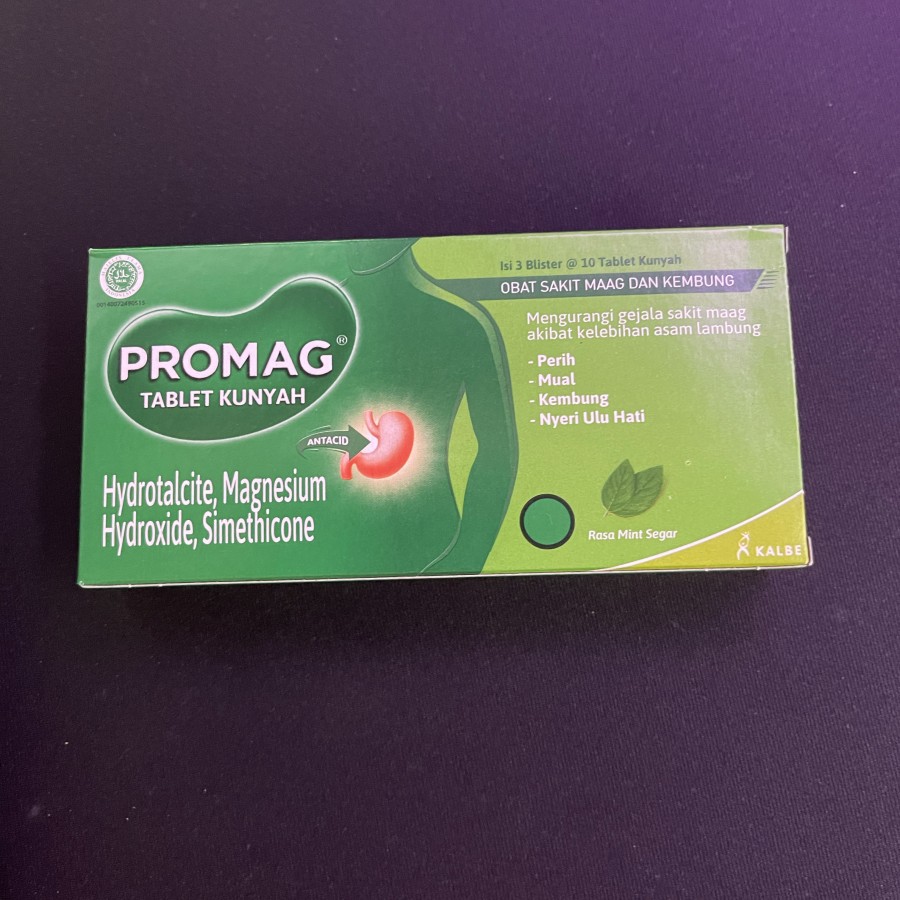 Isi 3 Blister @ 10 Tablet Kunyah
OBAT SAKIT MAAG DAN KEMBUNG
PROMAG®
TABLET KUNYAH
Mengurangi gejala sakit maag
akibat kelebihan asam lambung
- Perih
- Mual
- Kembung
- Nyeri Ulu Hati
ANTACID
Hydrotalcite, Magnesium
Hydroxide, Simethicone
Rasa Mint Segar
KALBE